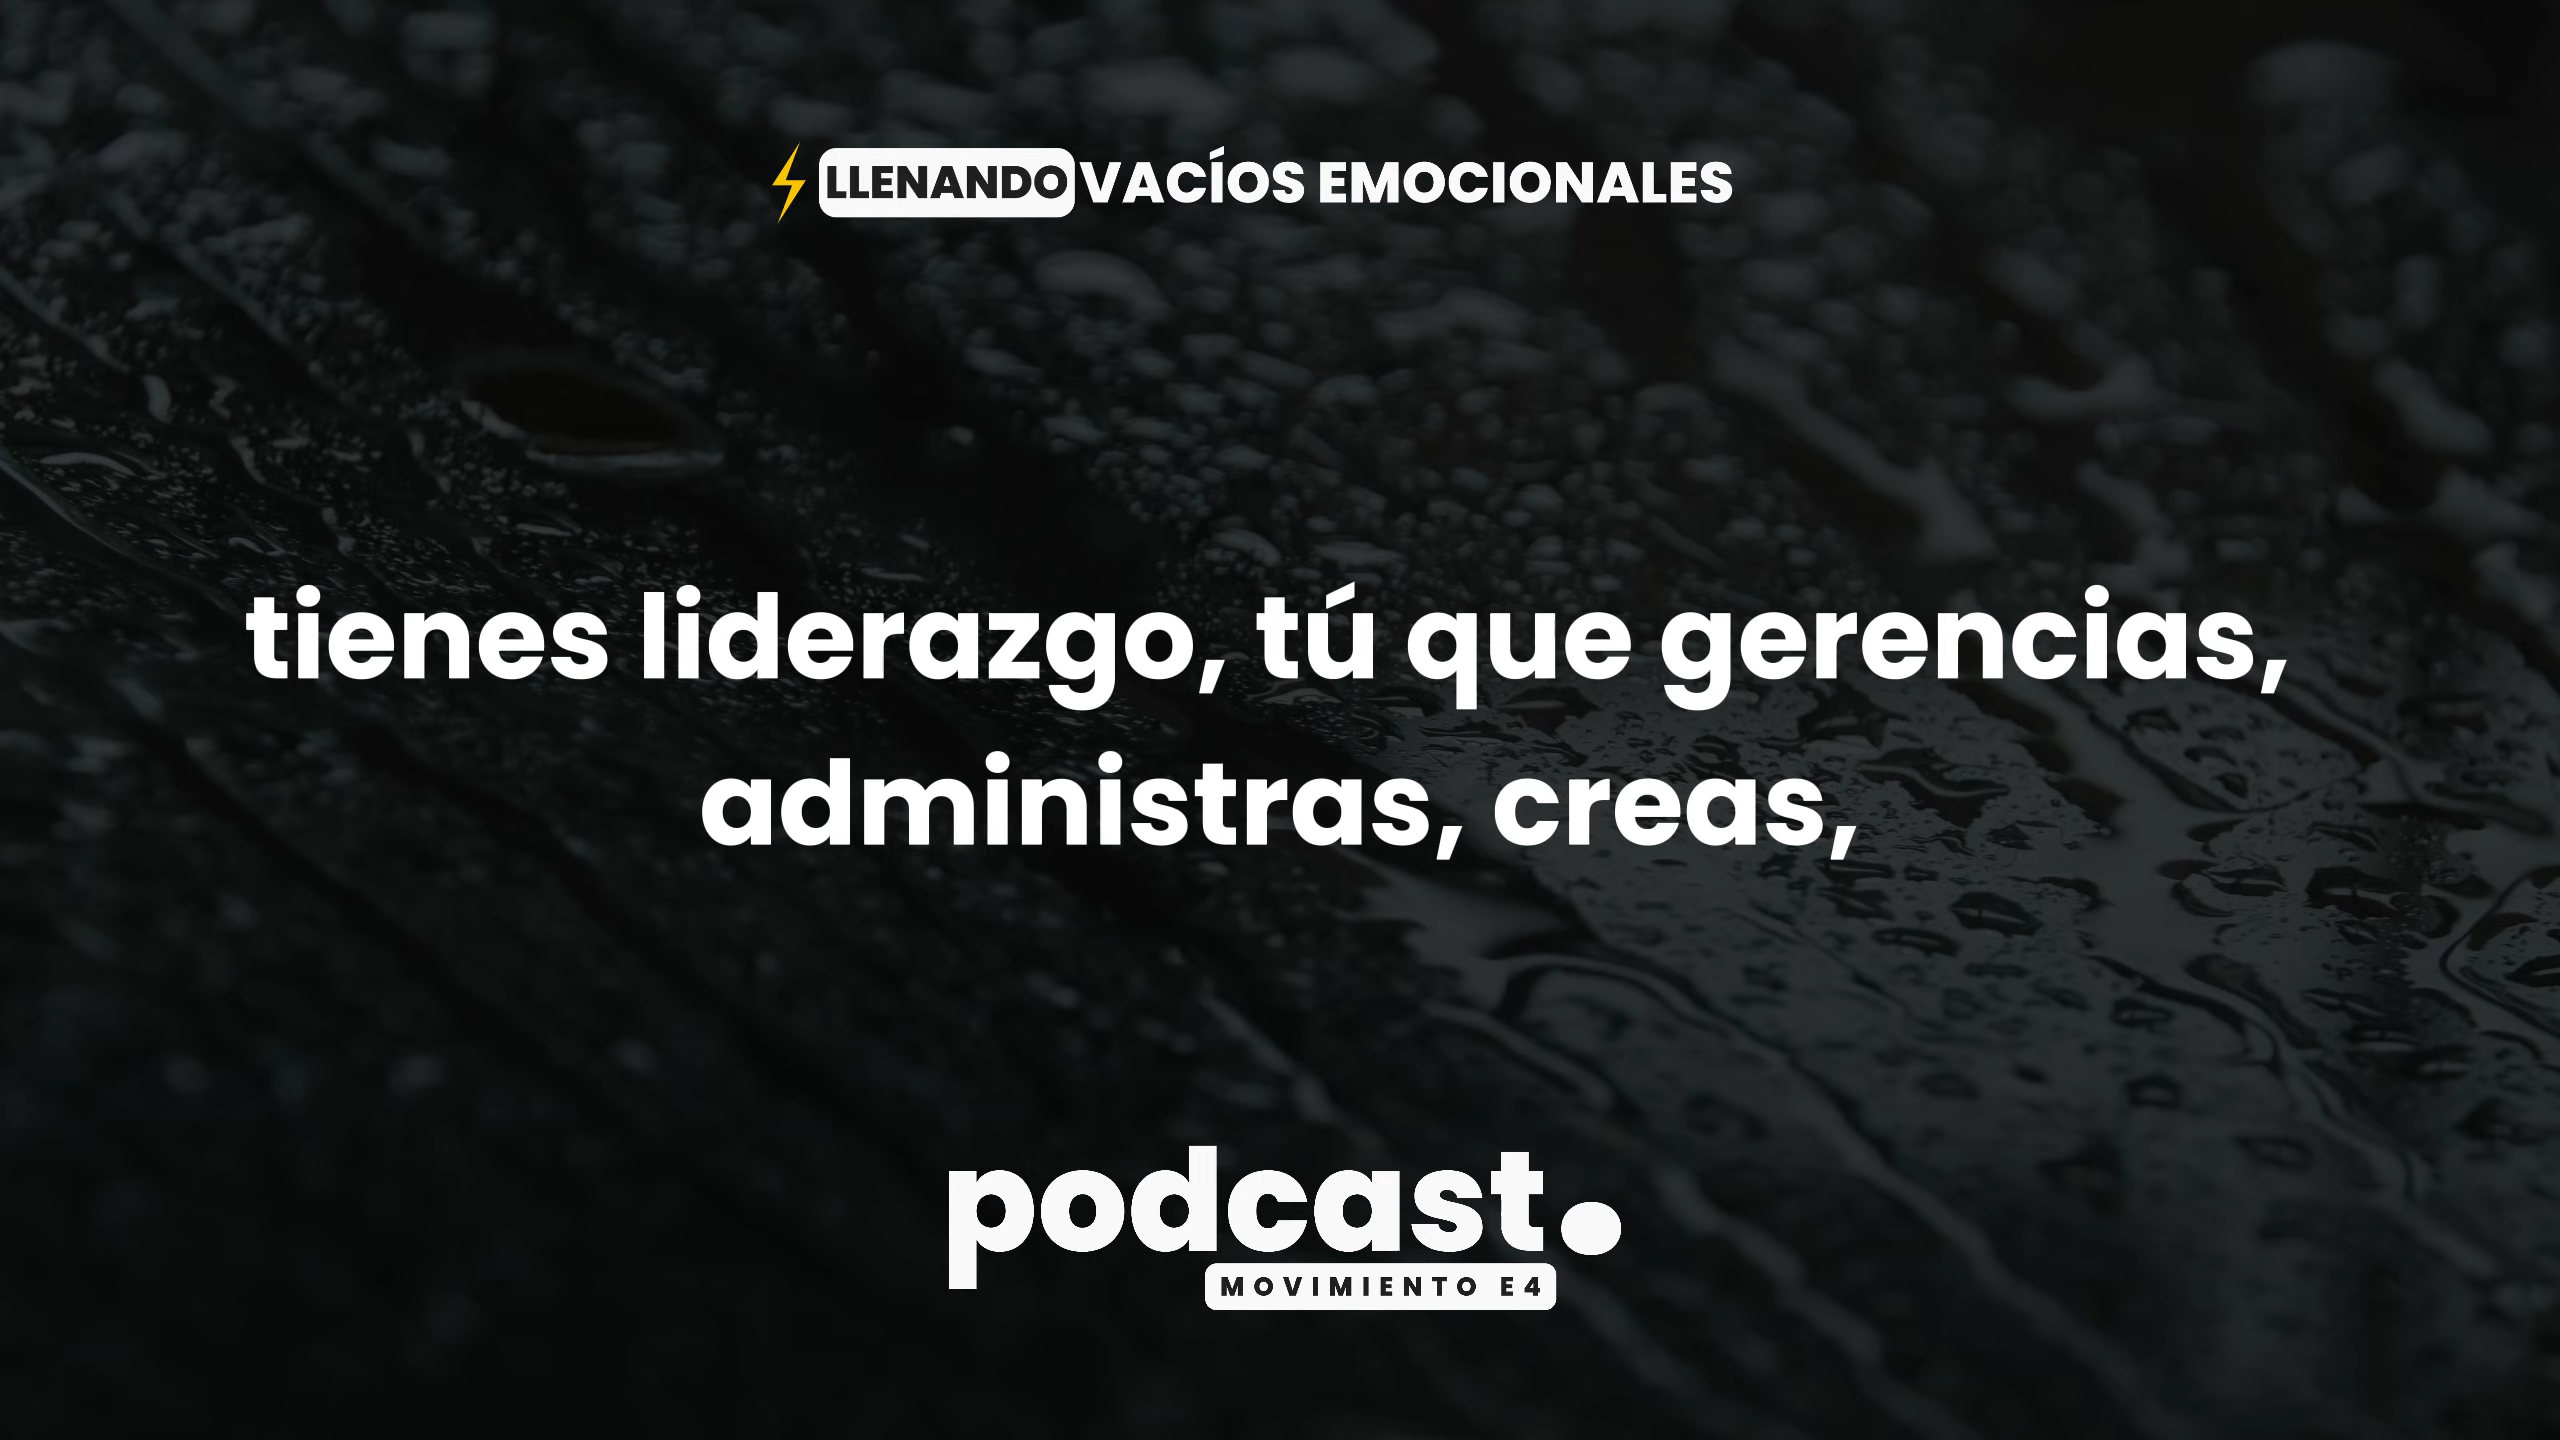 LLENANDO VACÍOS EMOCIONALES
tienes liderazgo, tú que gerencias,
administras, creas,
podcast.
MOVIMIENTO E4